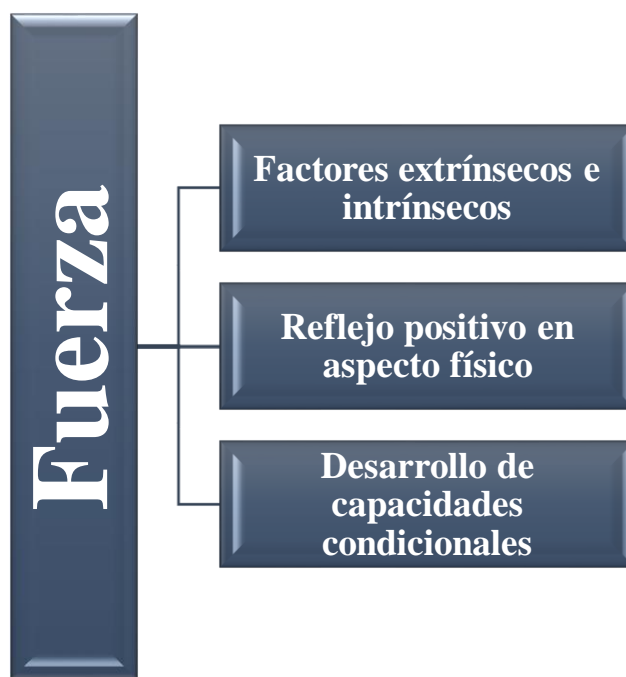 Fuerza
Factores extrínsecos e
intrínsecos
Reflejo positivo en
aspecto físico
Desarrollo de
capacidades
condicionales